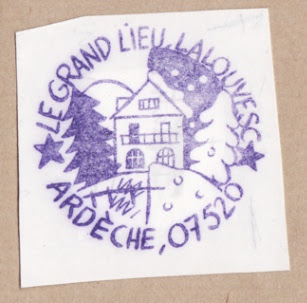 LE GRAND LIEU LALOUVESC
ARDÈCHE, 07520